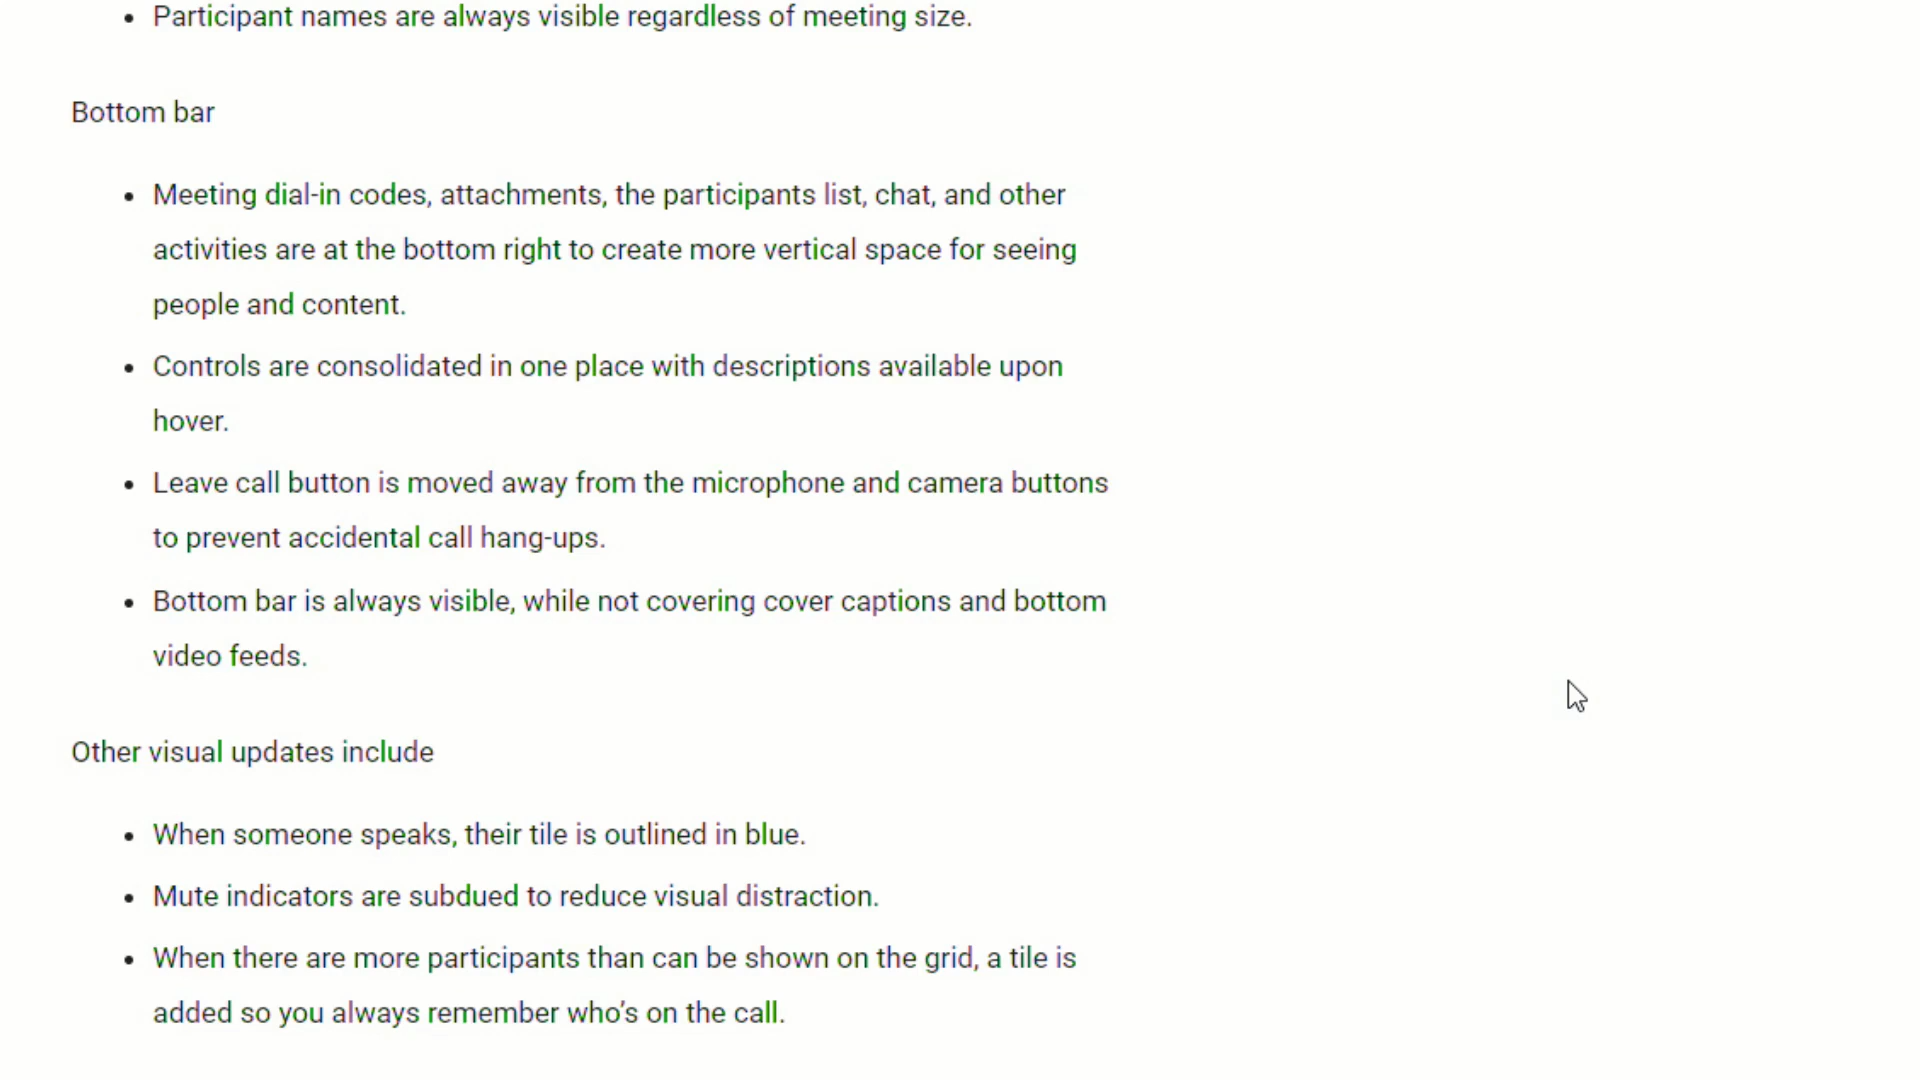 Participant names are always visible regardless of meeting size.
Bottom bar
Meeting dial-in codes, attachments, the participants list, chat, and other
activities are at the bottom right to create more vertical space for seeing
people and content.
Controls are consolidated in one place with descriptions available upon
hover.
Leave call button is moved away from the microphone and camera buttons
to prevent accidental call hang-ups.
Bottom bar is always visible, while not covering cover captions and bottom
video feeds.
Other visual updates include
When someone speaks, their tile is outlined in blue.
Mute indicators are subdued to reduce visual distraction.
When there are more participants than can be shown on the grid, a tile is
added so you always remember who’s on the call.